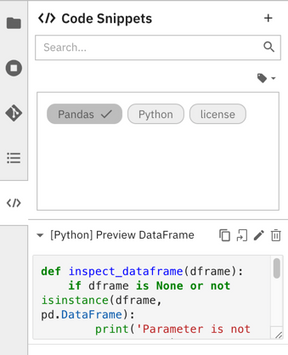 Code Snippets
Search...
Pandas
Python
license
[Python] Preview DataFrame
def inspect_dataframe(dframe):
    if dframe is None or not
isinstance(dframe,
pd.DataFrame):
        print('Parameter is not